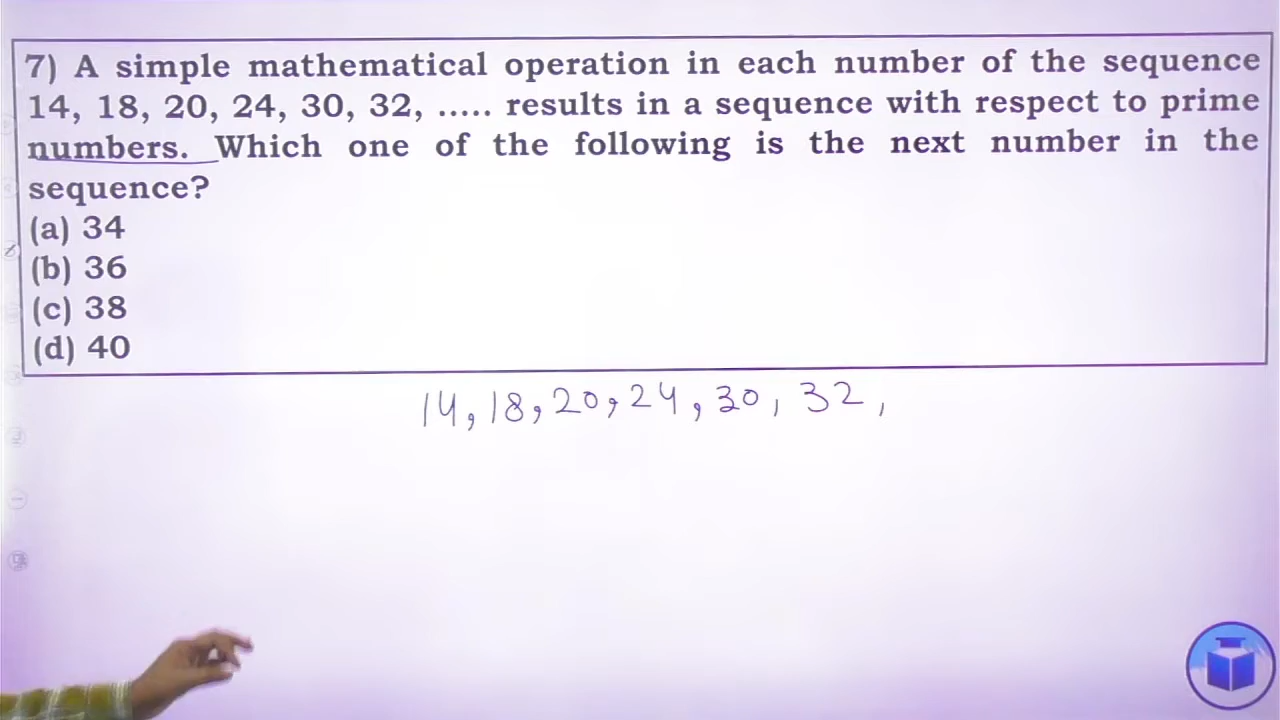 7) A simple mathematical operation in each number of the sequence
14, 18, 20, 24, 30, 32, ..... results in a sequence with respect to prime
numbers. Which one of the following is the next number in the
sequence?
(a) 34
(b) 36
(c) 38
(d) 40
14, 18, 20, 24, 30, 32,